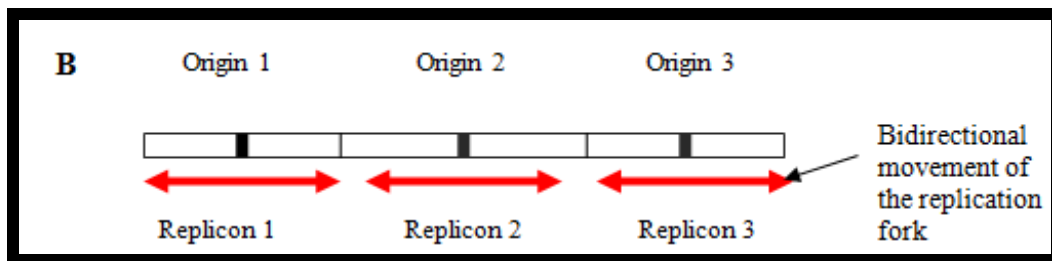 B Origin 1 Origin 2 Origin 3
Bidirectional
movement of
the replication
fork
Replicon 1 Replicon 2 Replicon 3